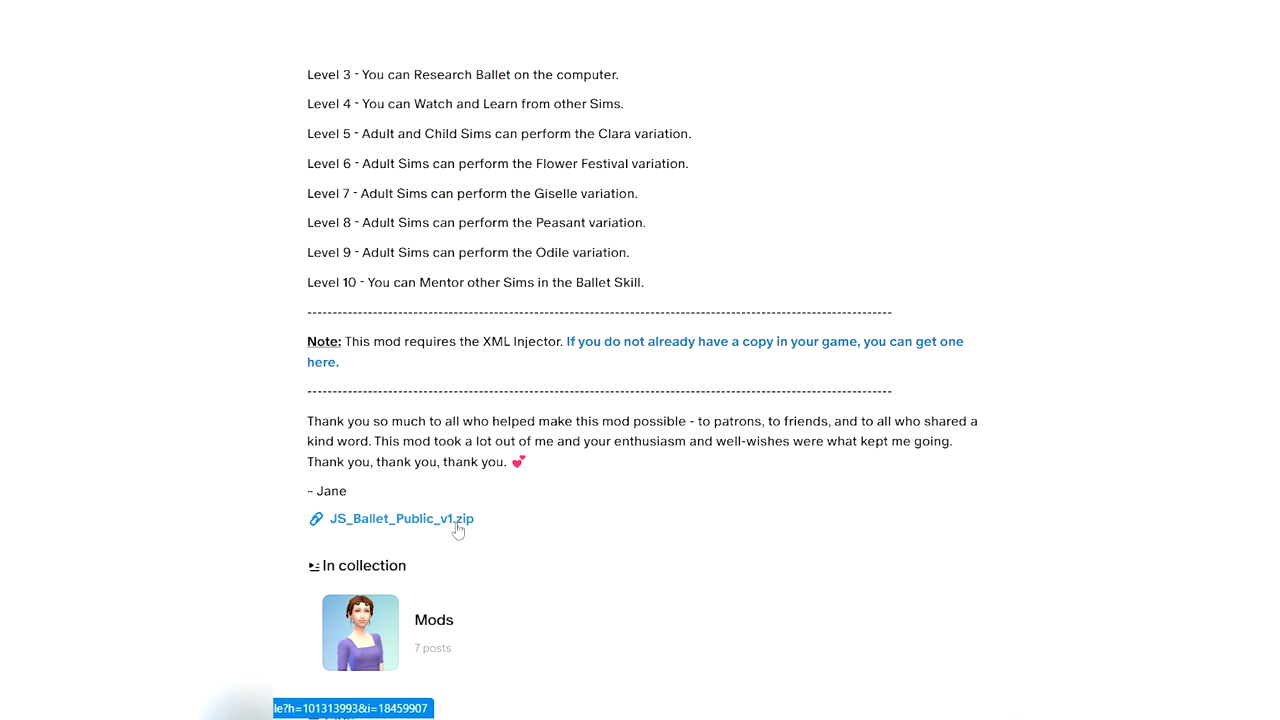 Level 3 - You can Research Ballet on the computer.
Level 4 - You can Watch and Learn from other Sims.
Level 5 - Adult and Child Sims can perform the Clara variation.
Level 6 - Adult Sims can perform the Flower Festival variation.
Level 7 - Adult Sims can perform the Giselle variation.
Level 8 - Adult Sims can perform the Peasant variation.
Level 9 - Adult Sims can perform the Odile variation.
Level 10 - You can Mentor other Sims in the Ballet Skill.
--------------------------------------------------------------------------------------------------------------------
Note: This mod requires the XML Injector. If you do not already have a copy in your game, you can get one
here.
--------------------------------------------------------------------------------------------------------------------
Thank you so much to all who helped make this mod possible - to patrons, to friends, and to all who shared a
kind word. This mod took a lot out of me and your enthusiasm and well-wishes were what kept me going.
Thank you, thank you, thank you. 💕
~ Jane
JS_Ballet_Public_v1.zip
In collection
Mods
7 posts
le?h=101313993&i=18459907